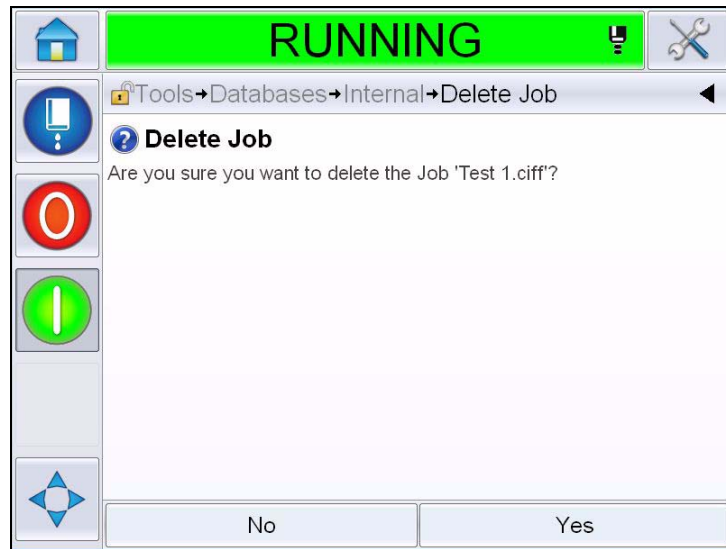 RUNNING
Tools→Databases→Internal→Delete Job
Delete Job
Are you sure you want to delete the Job 'Test 1.ciff'?
No Yes